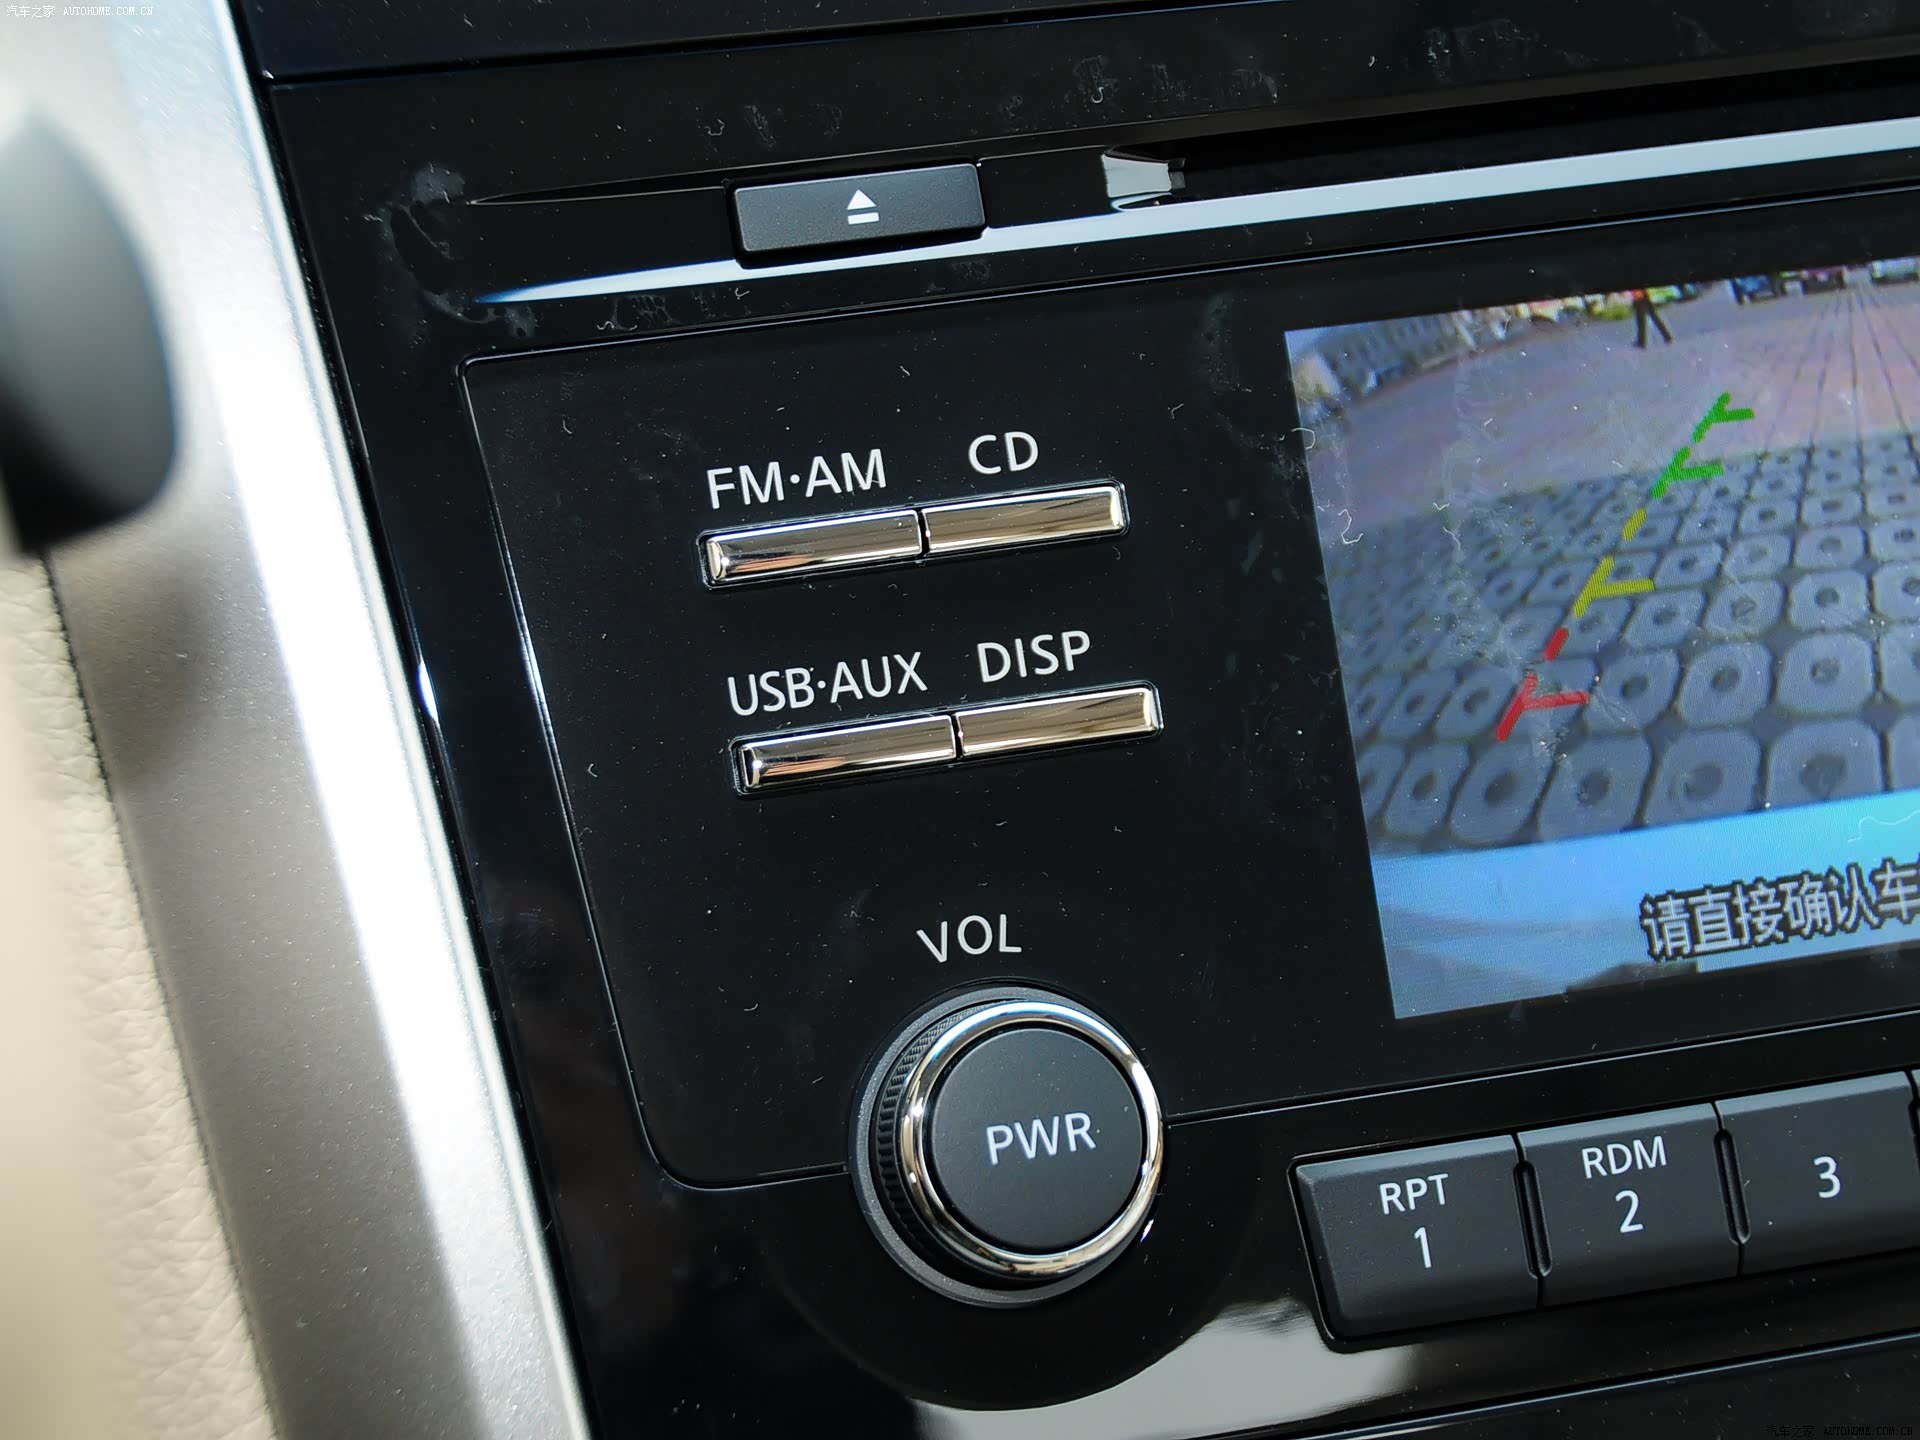 汽车之家 AUTOHOME.COM.CN
FM·AM CD
USB·AUX DISP
VOL
PWR
请直接确认车
RPT RDM
1 2 3
汽车之家 AUTOHOME.COM.CN